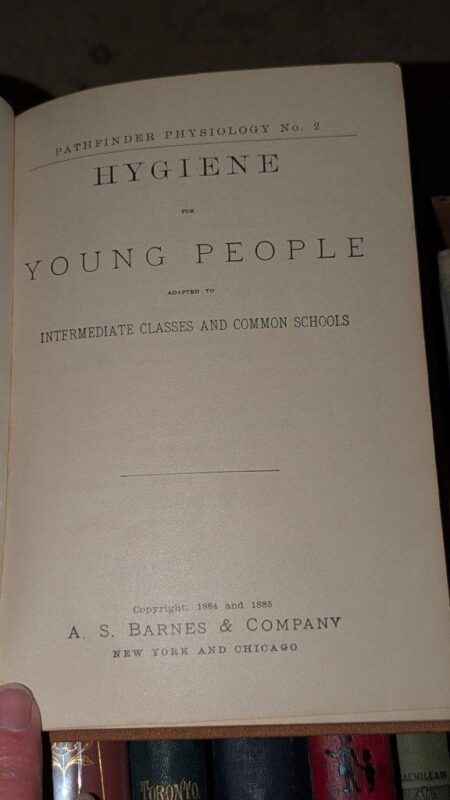 PATHFINDER PHYSIOLOGY No. 2
HYGIENE
FOR
YOUNG PEOPLE
ADAPTED TO
INTERMEDIATE CLASSES AND COMMON SCHOOLS
Copyright, 1884 and 1885
A. S. BARNES & COMPANY
NEW YORK AND CHICAGO
TORONTO
MACMILLAN